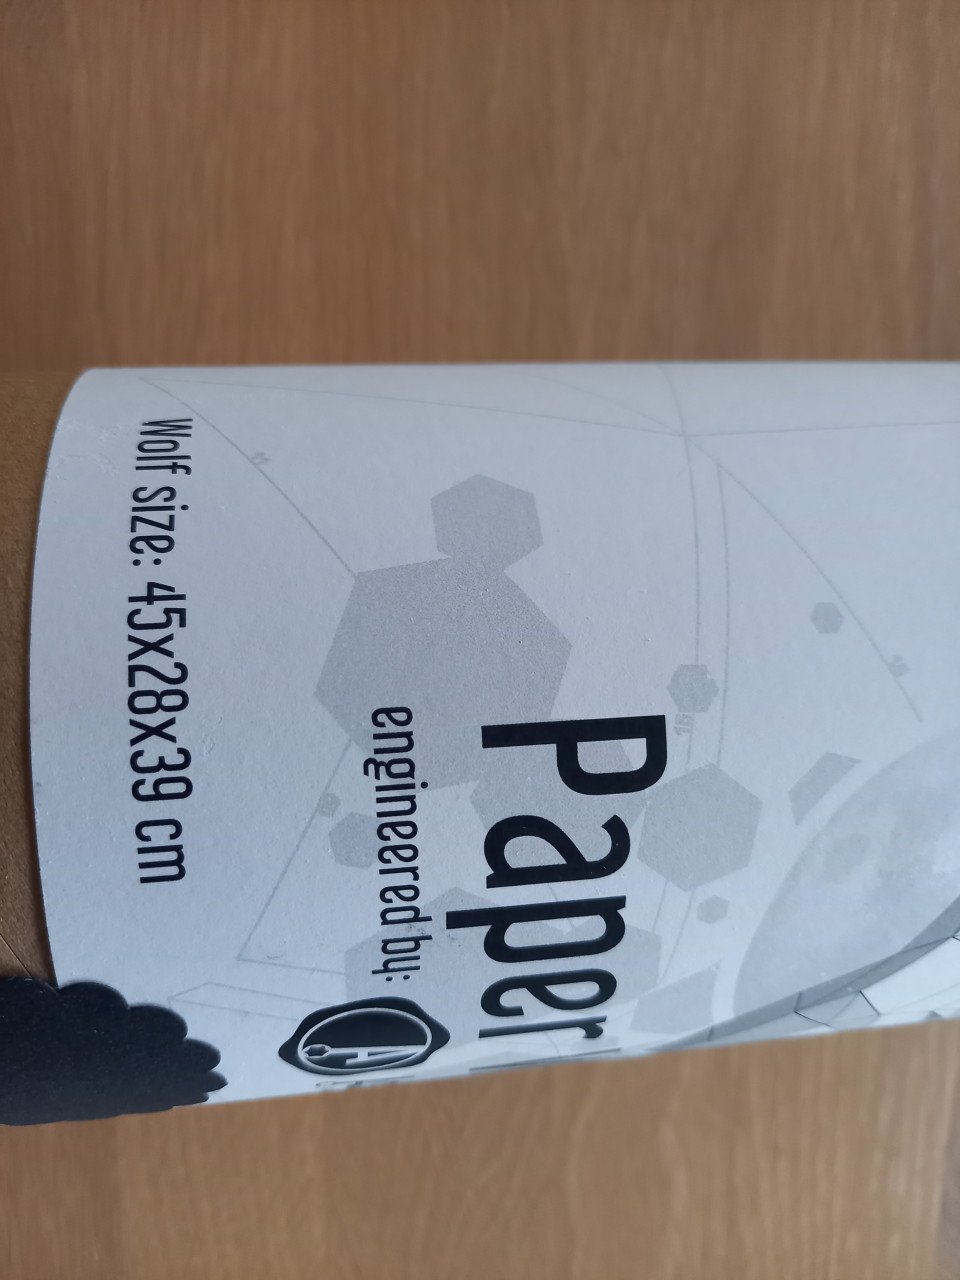 Paper
engineered by:
Wolf size: 45x28x39 cm